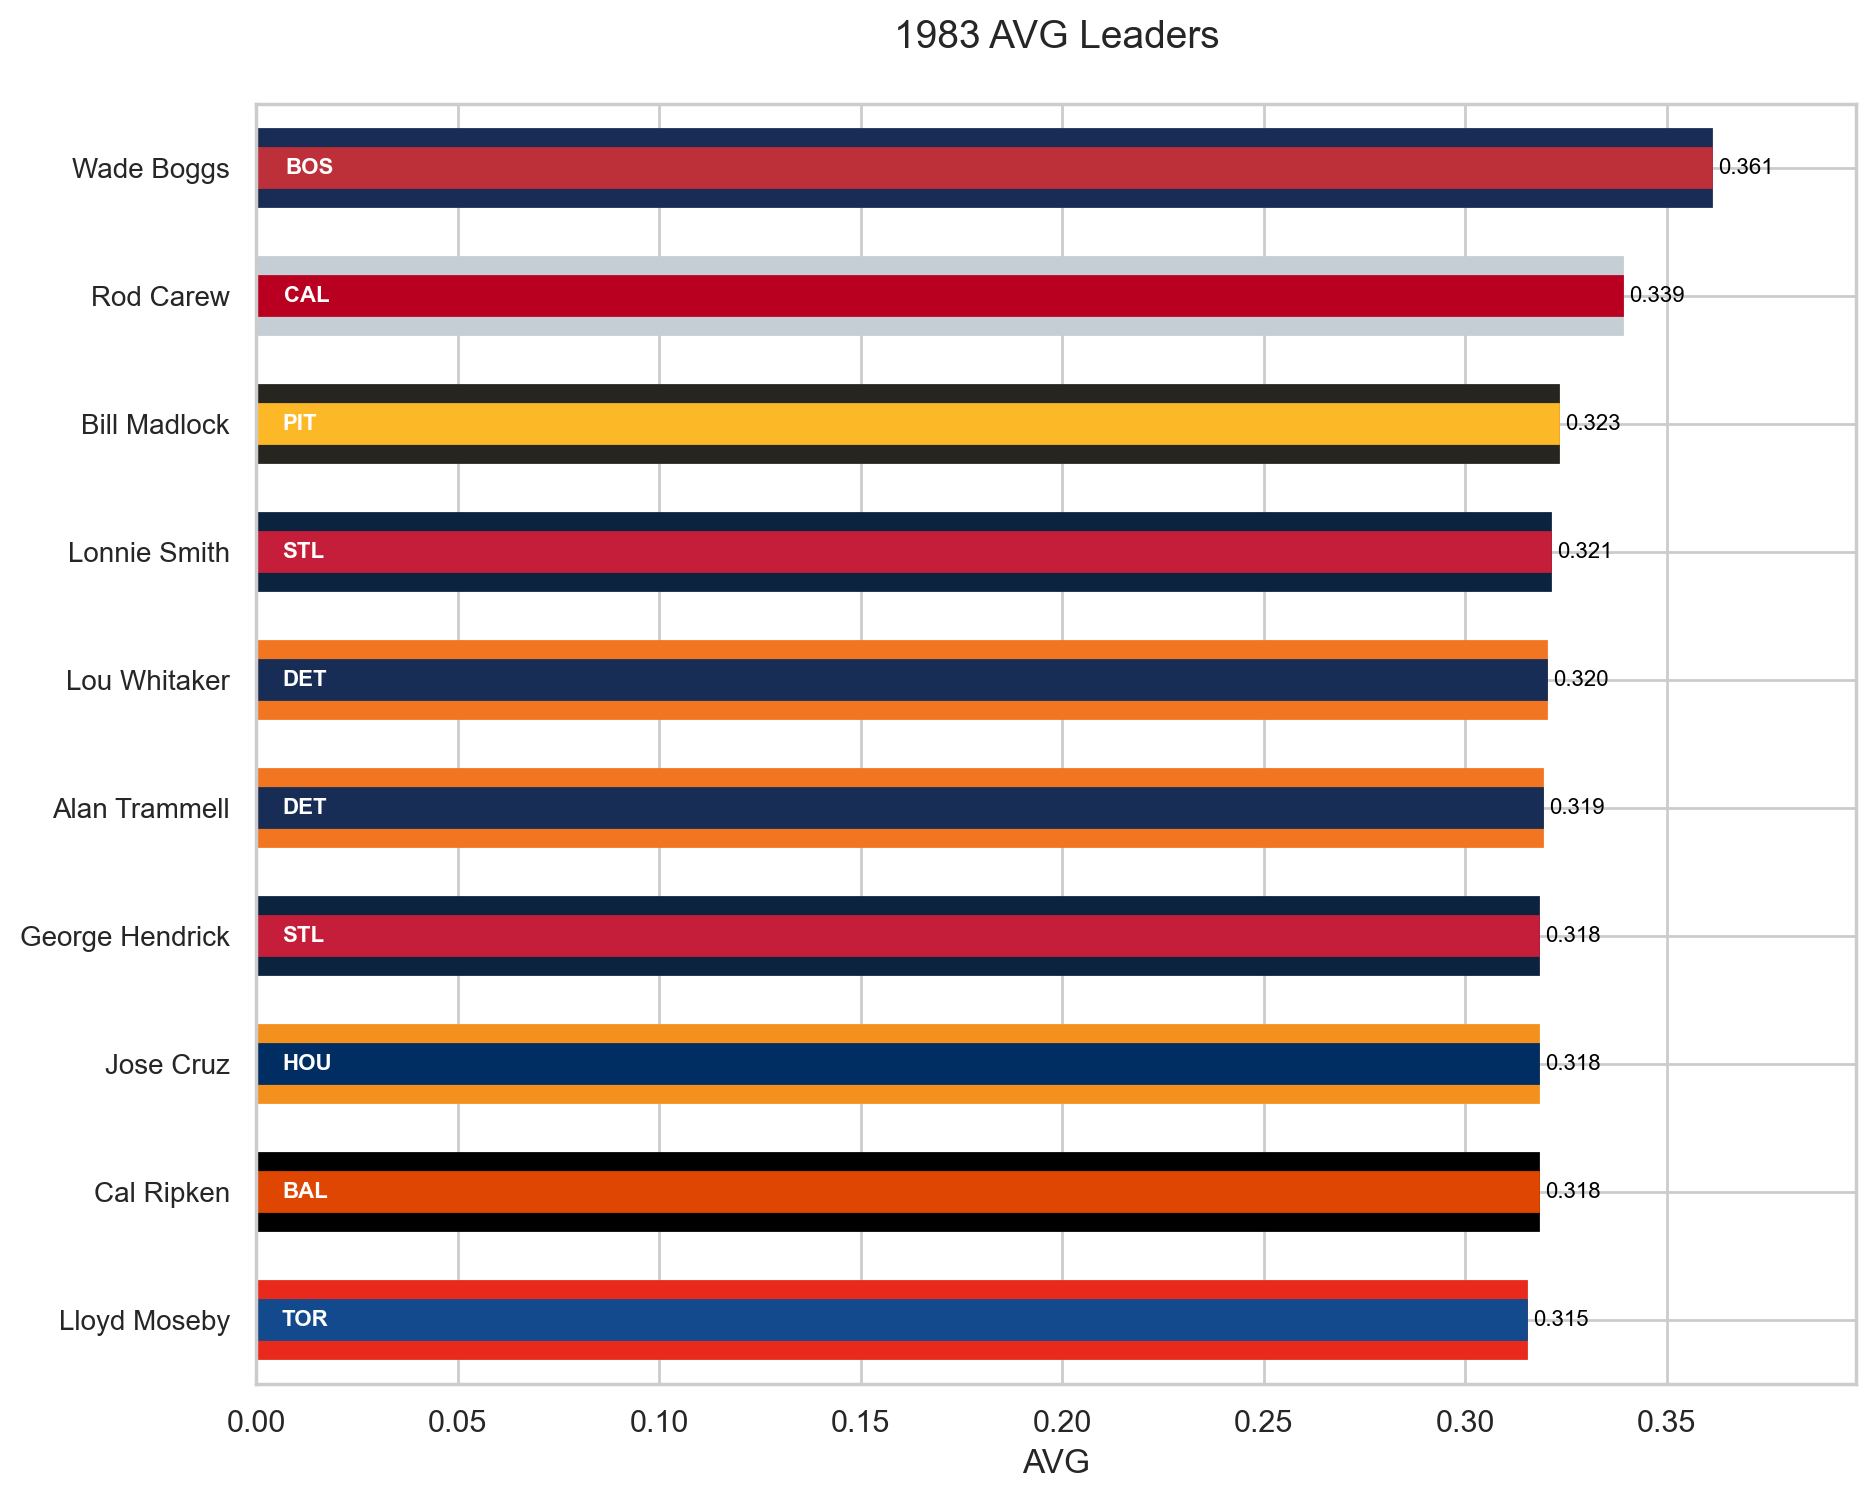 1983 AVG Leaders
Wade Boggs BOS 0.361
Rod Carew CAL 0.339
Bill Madlock PIT 0.323
Lonnie Smith STL 0.321
Lou Whitaker DET 0.320
Alan Trammell DET 0.319
George Hendrick STL 0.318
Jose Cruz HOU 0.318
Cal Ripken BAL 0.318
Lloyd Moseby TOR 0.315
0.00 0.05 0.10 0.15 0.20 0.25 0.30 0.35
AVG